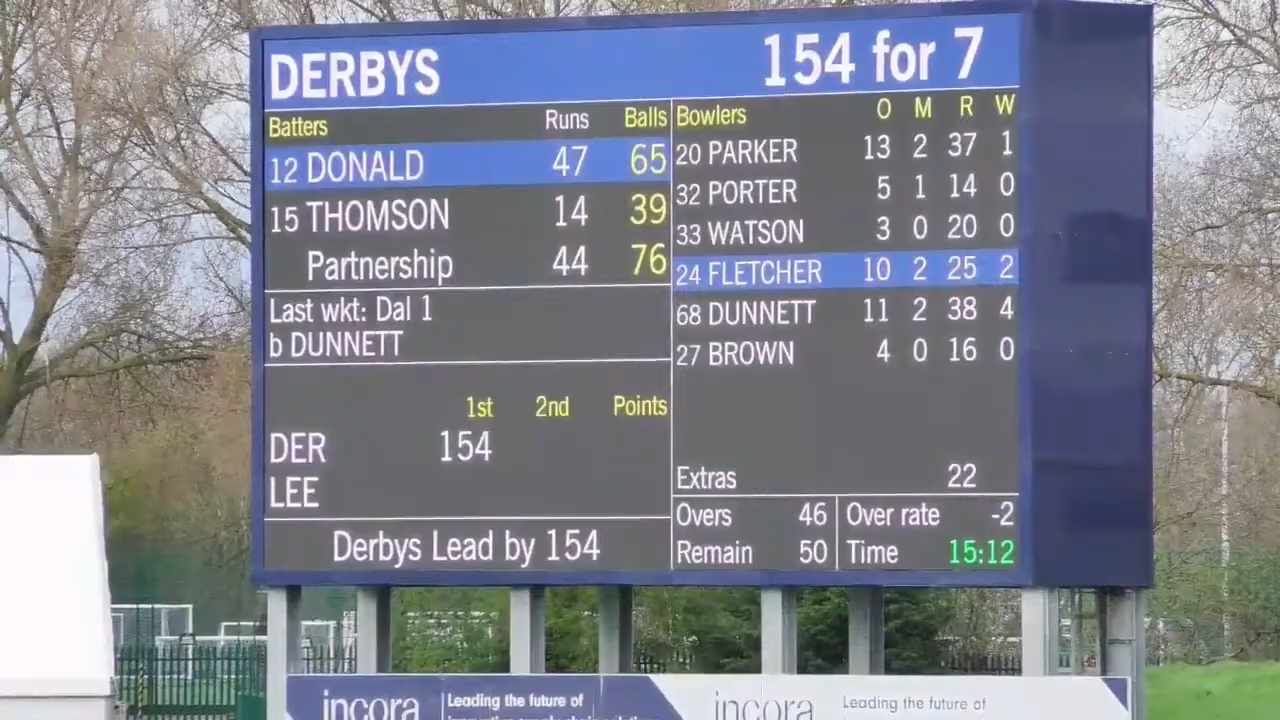 DERBYS 154 for 7
Batters Runs Balls
12 DONALD 47 65
15 THOMSON 14 39
Partnership 44 76
Last wkt: Dal 1
b DUNNETT
1st 2nd Points
DER 154
LEE
Derbys Lead by 154
Bowlers O M R W
20 PARKER 13 2 37 1
32 PORTER 5 1 14 0
33 WATSON 3 0 20 0
24 FLETCHER 10 2 25 2
68 DUNNETT 11 2 38 4
27 BROWN 4 0 16 0
Extras 22
Overs 46 Over rate -2
Remain 50 Time 15:12
incora Leading the future of
incora Leading the future of